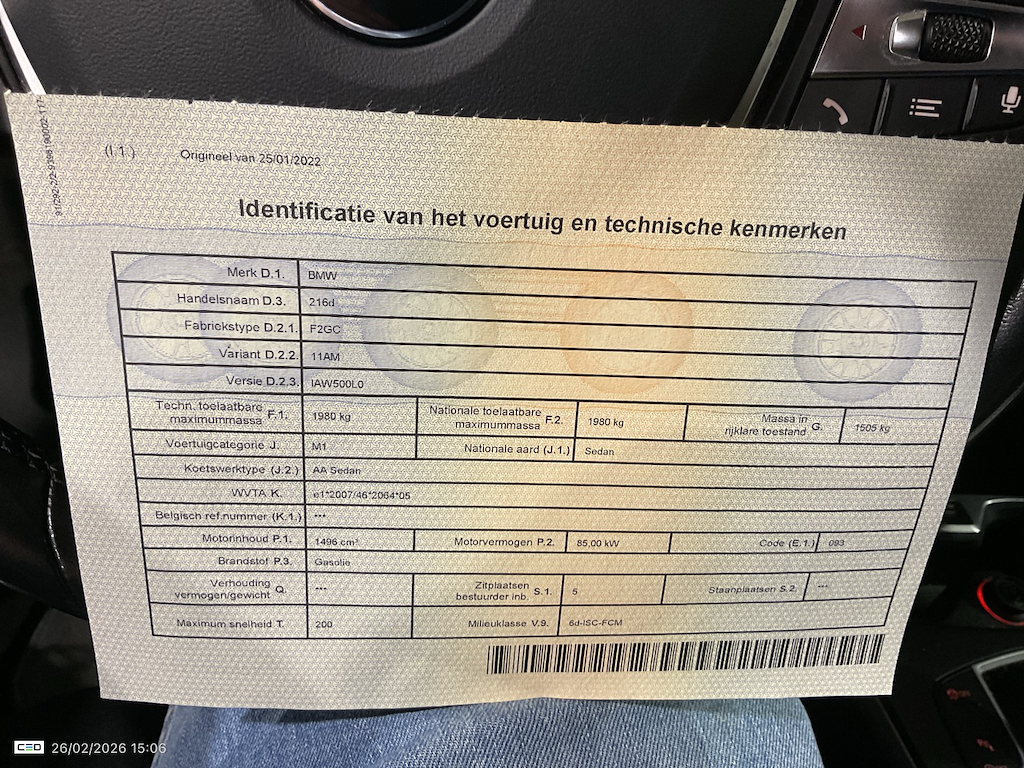 (I.1.) Origineel van 25/01/2022
Identificatie van het voertuig en technische kenmerken
Merk D.1. BMW
Handelsnaam D.3. 216d
Fabriekstype D.2.1. F2GC
Variant D.2.2. 11AM
Versie D.2.3. IAW500L0
Techn. toelaatbare maximummassa F.1. 1980 kg Nationale toelaatbare maximummassa F.2. 1980 kg Massa in rijklare toestand G. 1505 kg
Voertuigcategorie J. M1 Nationale aard (J.1.) Sedan
Koetswerktype (J.2.) AA Sedan
WVTA K. e1*2007/46*2064*05
Belgisch ref.nummer (K.1.) ***
Motorinhoud P.1. 1496 cm³ Motorvermogen P.2. 85,00 kW Code (E.1.) 093
Brandstof P.3. Gasolie
Verhouding vermogen/gewicht Q. *** Zitplaatsen bestuurder inb. S.1. 5 Staanplaatsen S.2. ***
Maximum snelheid T. 200 Milieuklasse V.9. 6d-ISC-FCM
26/02/2026 15:06